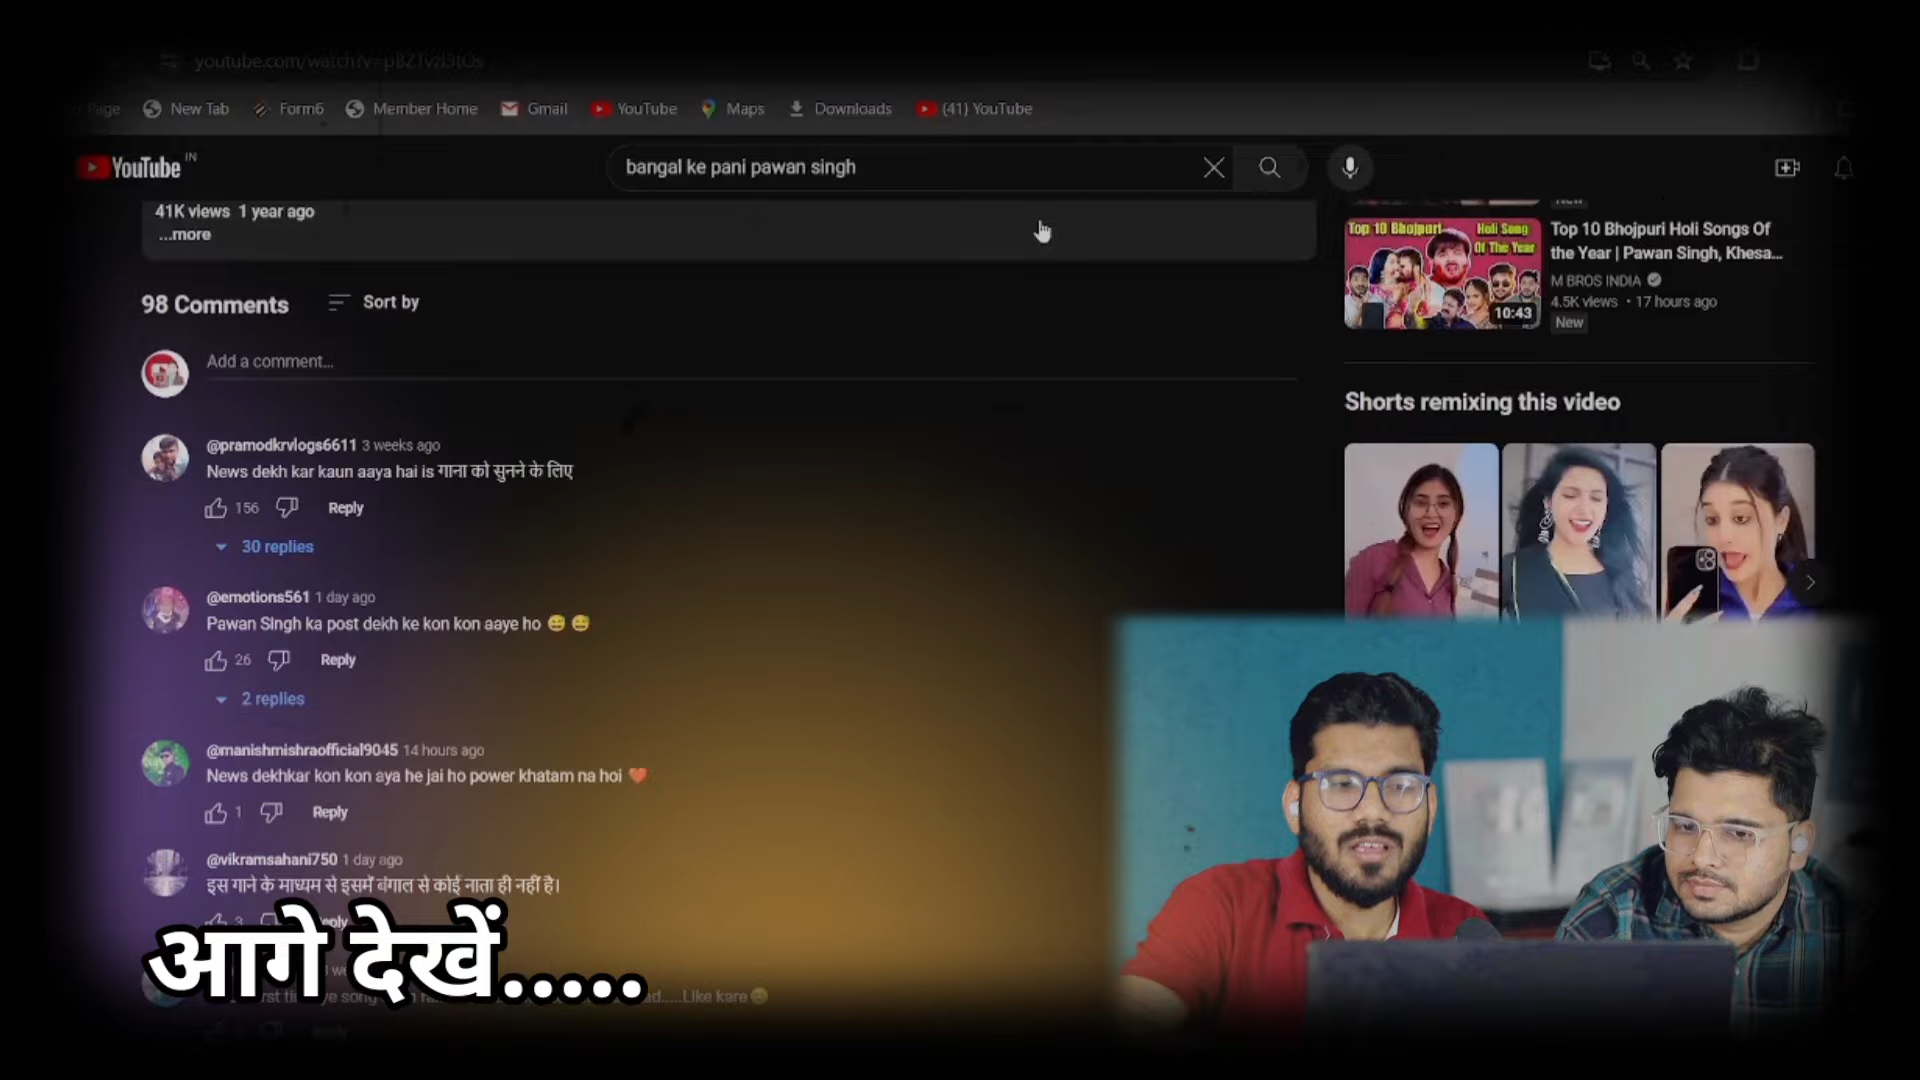 New Tab
Form6
Member Home
Gmail
YouTube
Maps
Downloads
(41) YouTube
YouTube IN
bangal ke pani pawan singh
41K views 1 year ago
...more
98 Comments
Sort by
Add a comment...
@pramodkrvlogs6611 3 weeks ago
News dekh kar kaun aaya hai is गाना को सुनने के लिए
156
Reply
30 replies
@emotions561 1 day ago
Pawan Singh ka post dekh ke kon kon aaye ho 😅 😅
26
Reply
2 replies
@manishmishraofficial9045 14 hours ago
News dekhkar kon kon aya he jai ho power khatam na hoi ❤️
1
Reply
@vikramsahani750 1 day ago
इस गाने के माध्यम से इसमें बंगाल से कोई नाता ही नहीं है।
3
आगे देखें.....
Like kare
Top 10 Bhojpuri Holi Song Of The Year
10:43
Top 10 Bhojpuri Holi Songs Of
the Year | Pawan Singh, Khesa...
M BROS INDIA
4.5K views • 17 hours ago
New
Shorts remixing this video